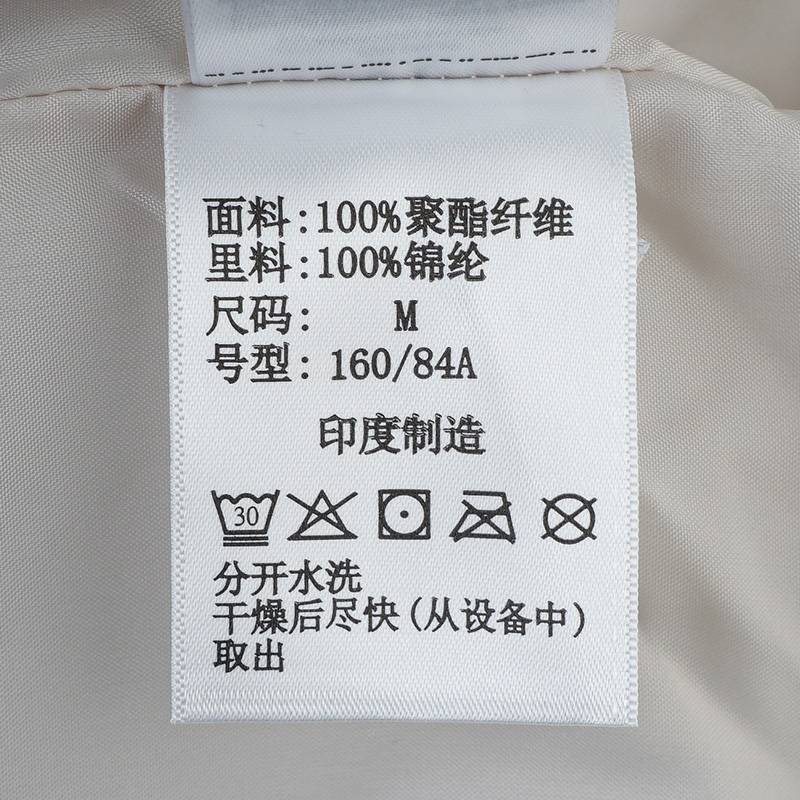 面料:100%聚酯纤维
里料:100%锦纶
尺码: M
号型: 160/84A
印度制造
30
分开水洗
干燥后尽快(从设备中)
取出